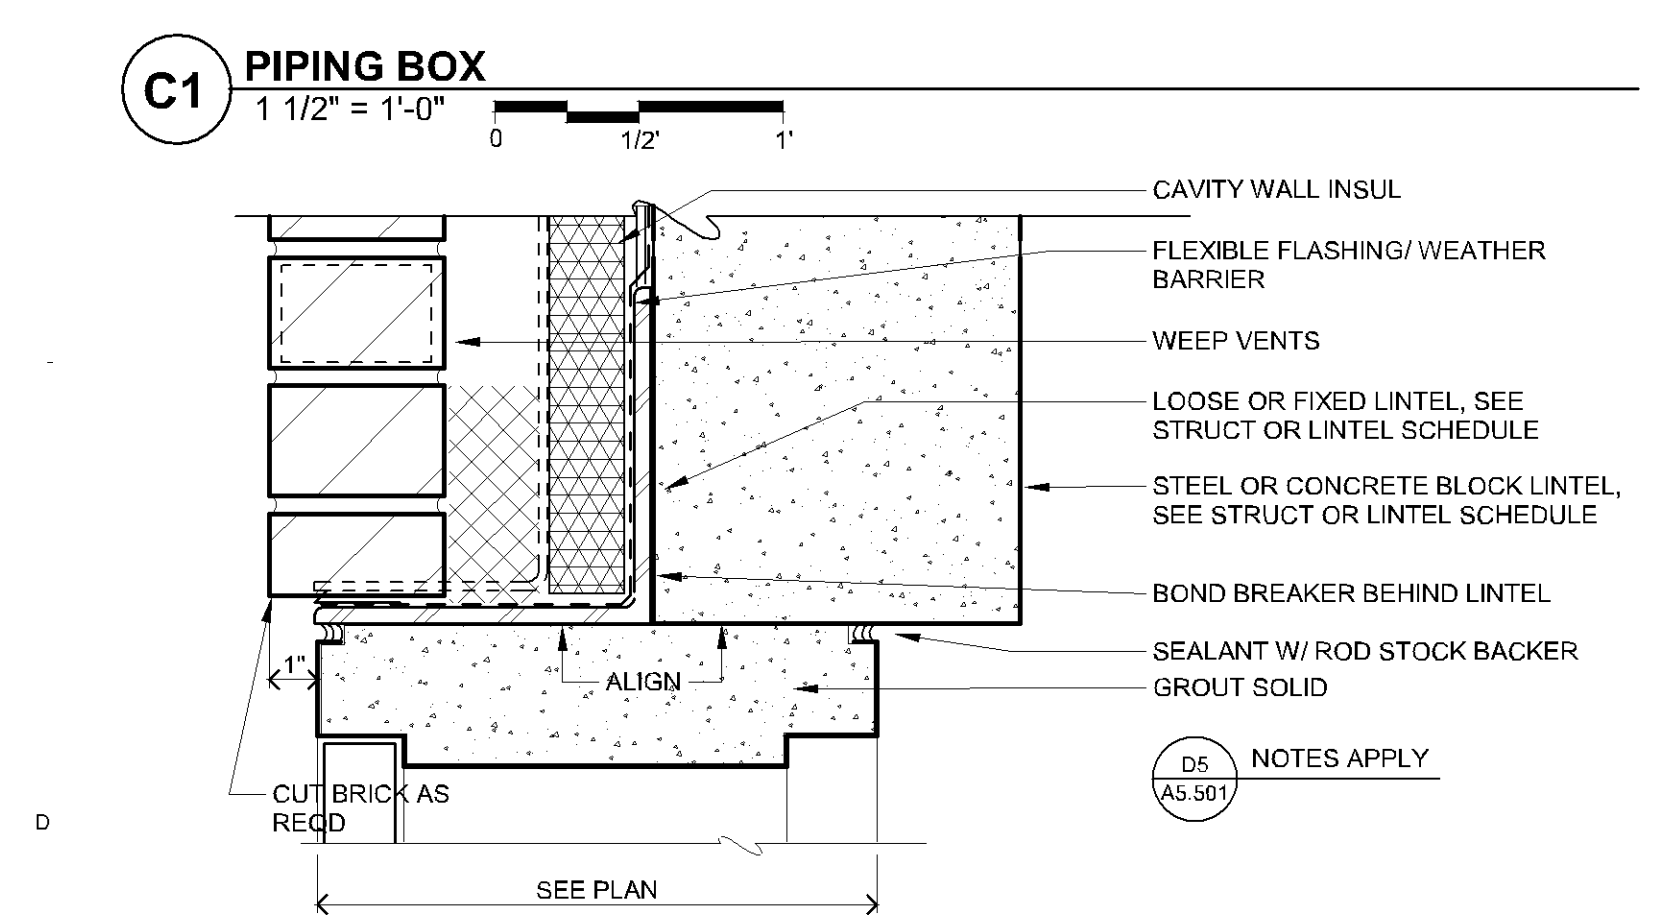 C1
PIPING BOX
1 1/2" = 1'-0"
0 1/2' 1'
CAVITY WALL INSUL
FLEXIBLE FLASHING/ WEATHER
BARRIER
WEEP VENTS
LOOSE OR FIXED LINTEL, SEE
STRUCT OR LINTEL SCHEDULE
STEEL OR CONCRETE BLOCK LINTEL,
SEE STRUCT OR LINTEL SCHEDULE
BOND BREAKER BEHIND LINTEL
SEALANT W/ ROD STOCK BACKER
1"
ALIGN
GROUT SOLID
D5
A5.501
NOTES APPLY
CUT BRICK AS
REQD
D
SEE PLAN